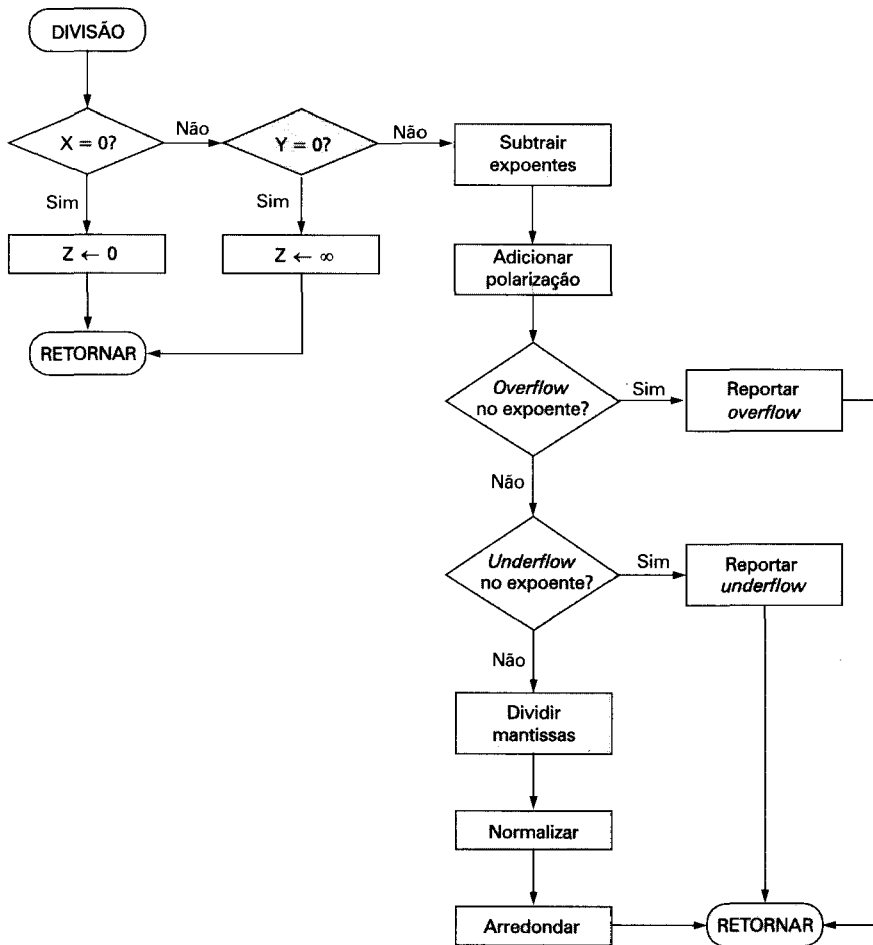 DIVISÃO
X = 0?
Não
Y = 0?
Não
Subtrair
expoentes
Sim
Sim
Z ← 0
Z ← ∞
Adicionar
polarização
RETORNAR
Overflow
no expoente?
Sim
Reportar
overflow
Não
Underflow
no expoente?
Sim
Reportar
underflow
Não
Dividir
mantissas
Normalizar
Arredondar
RETORNAR